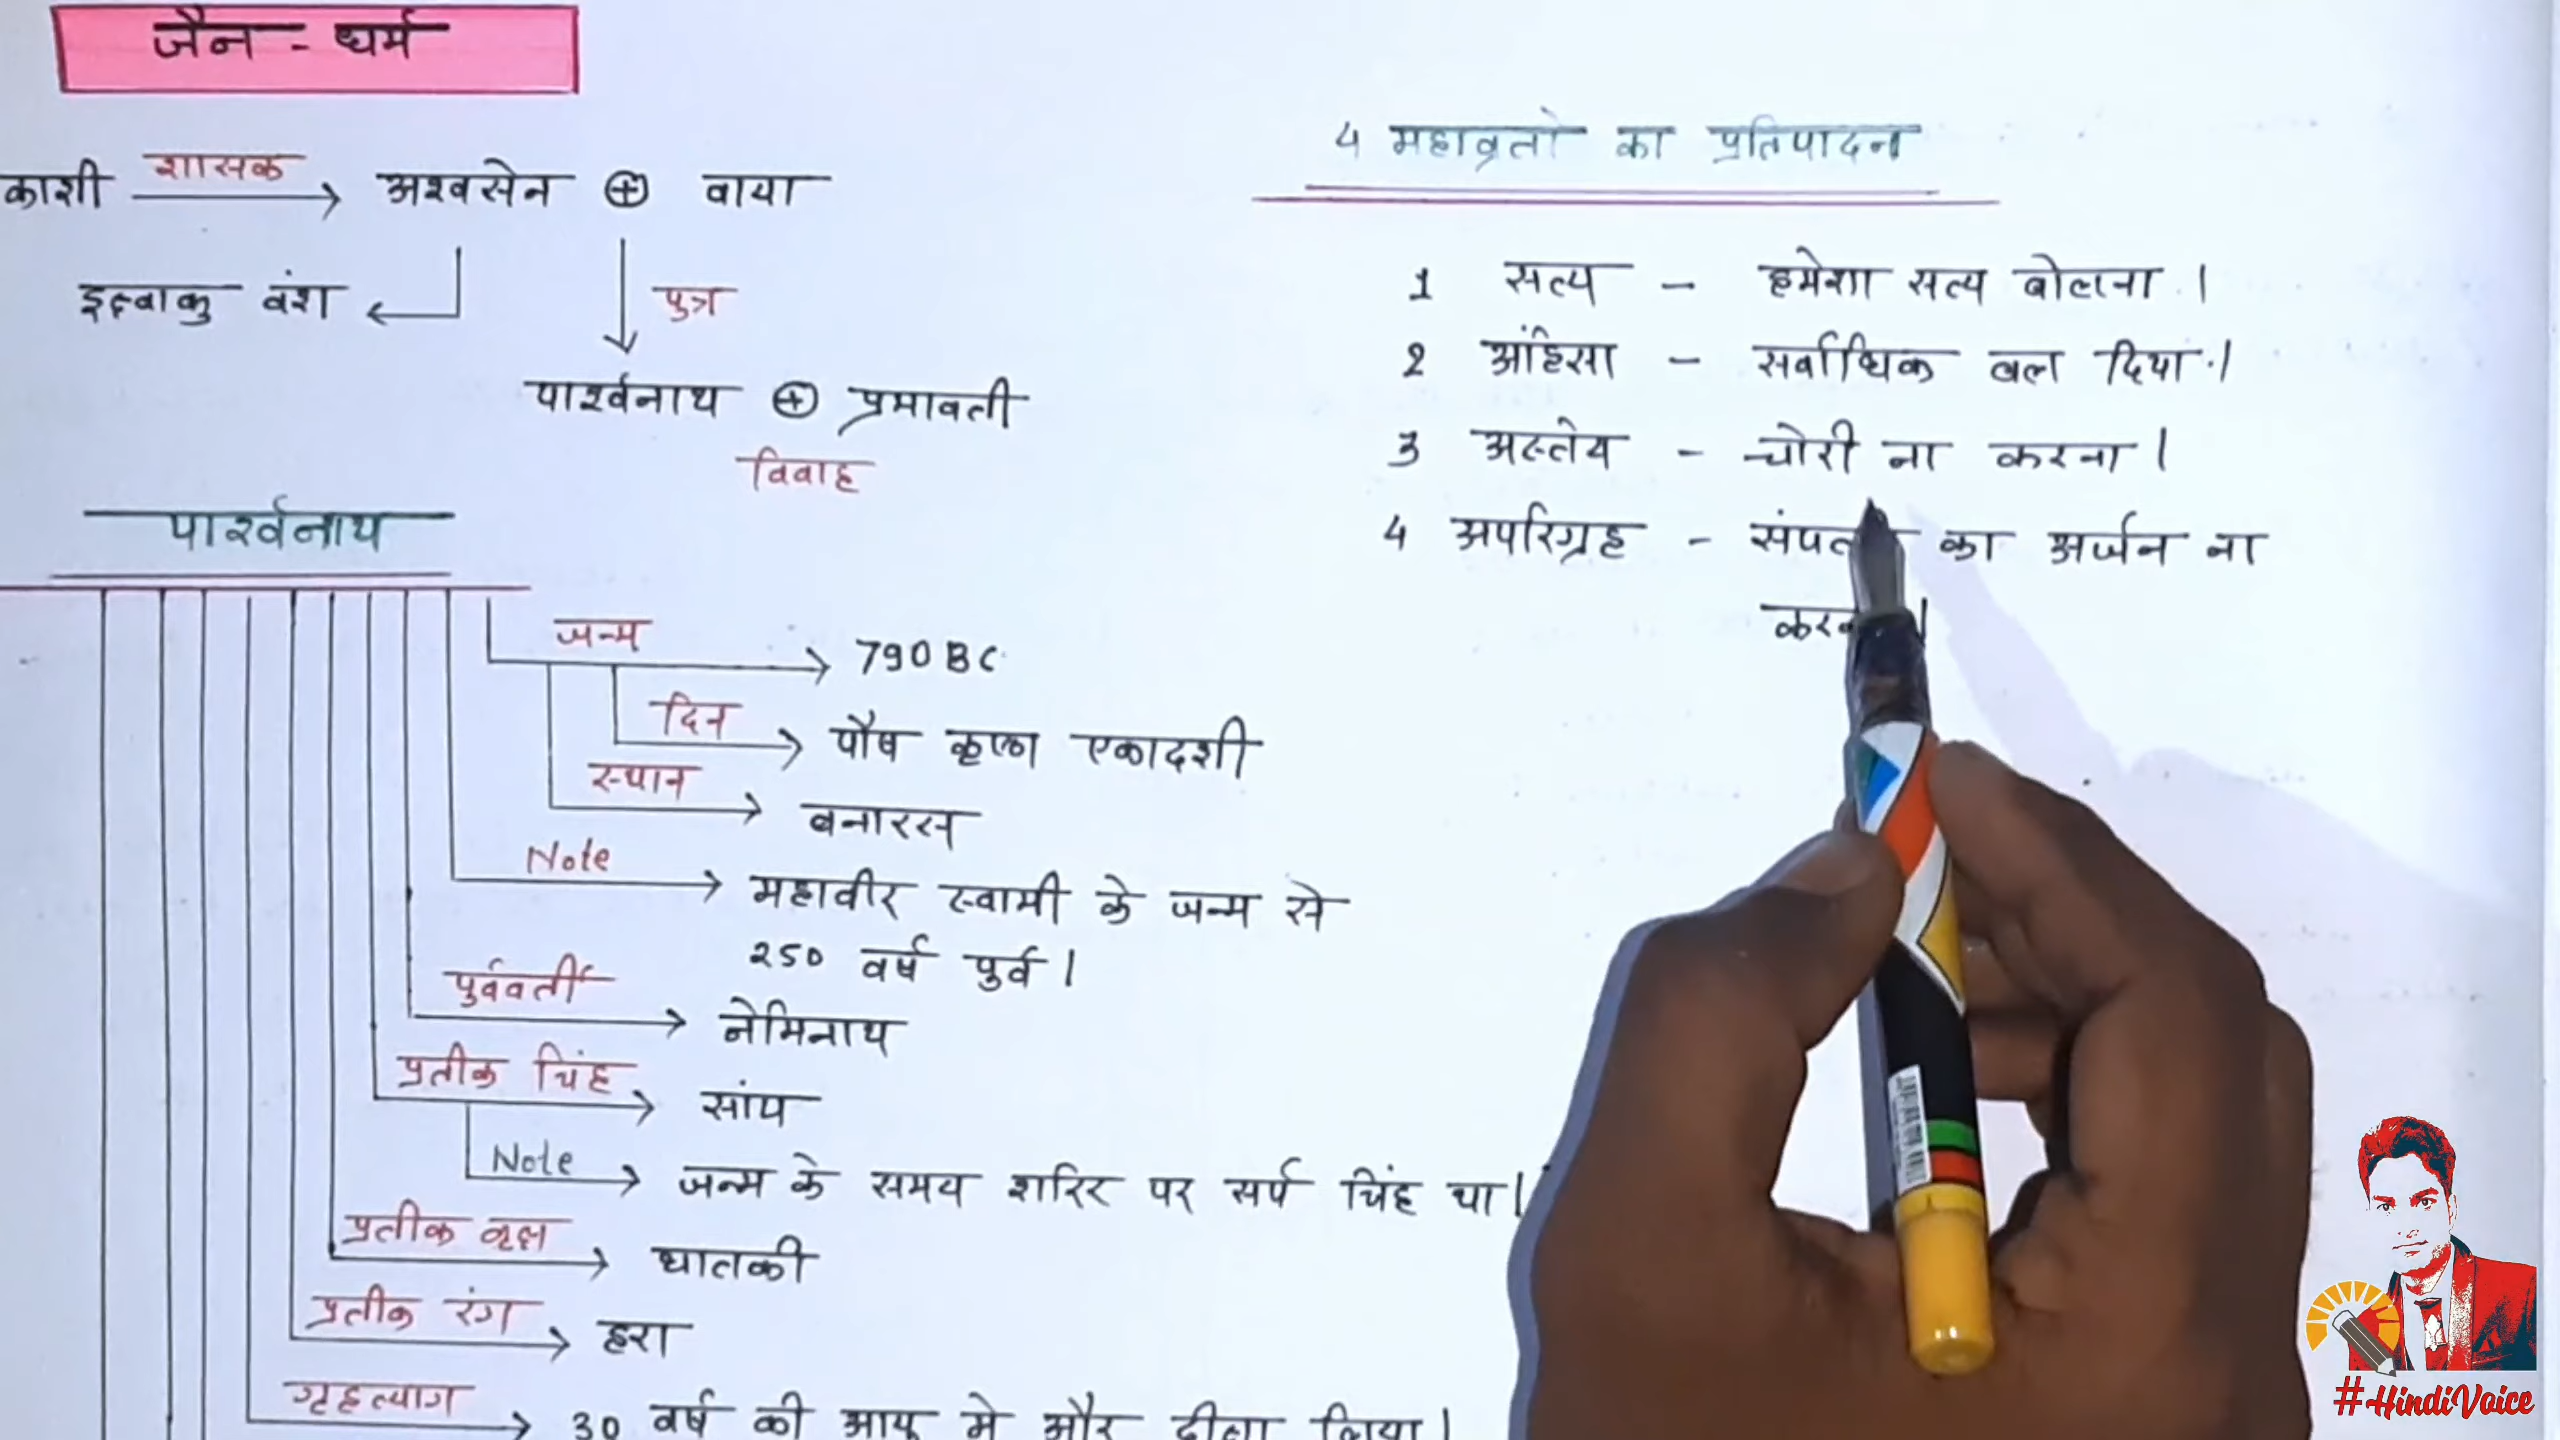 जैन - धर्म
काशी शासक अश्वसेन ⊕ वामा
इक्ष्वाकु वंश पुत्र
पार्श्वनाथ ⊕ प्रभावती
विवाह
पार्श्वनाथ
जन्म 790 BC
दिन पौष कृष्ण एकादशी
स्थान बनारस
Note महावीर स्वामी के जन्म से
250 वर्ष पुर्व।
पुर्ववर्ती नेमिनाथ
प्रतीक चिंह सांप
Note जन्म के समय शरिर पर सर्प चिंह था।
प्रतीक वृक्ष धातकी
प्रतीक रंग हरा
गृहत्याग 30 वर्ष की आयु मे और दीक्षा लिया।
4 महाव्रतो का प्रतिपादन
1 सत्य - हमेशा सत्य बोलना।
2 अंहिसा - सर्वाधिक बल दिया।
3 अस्तेय - चोरी ना करना।
4 अपरिग्रह - का अर्जन ना
#HindiVoice